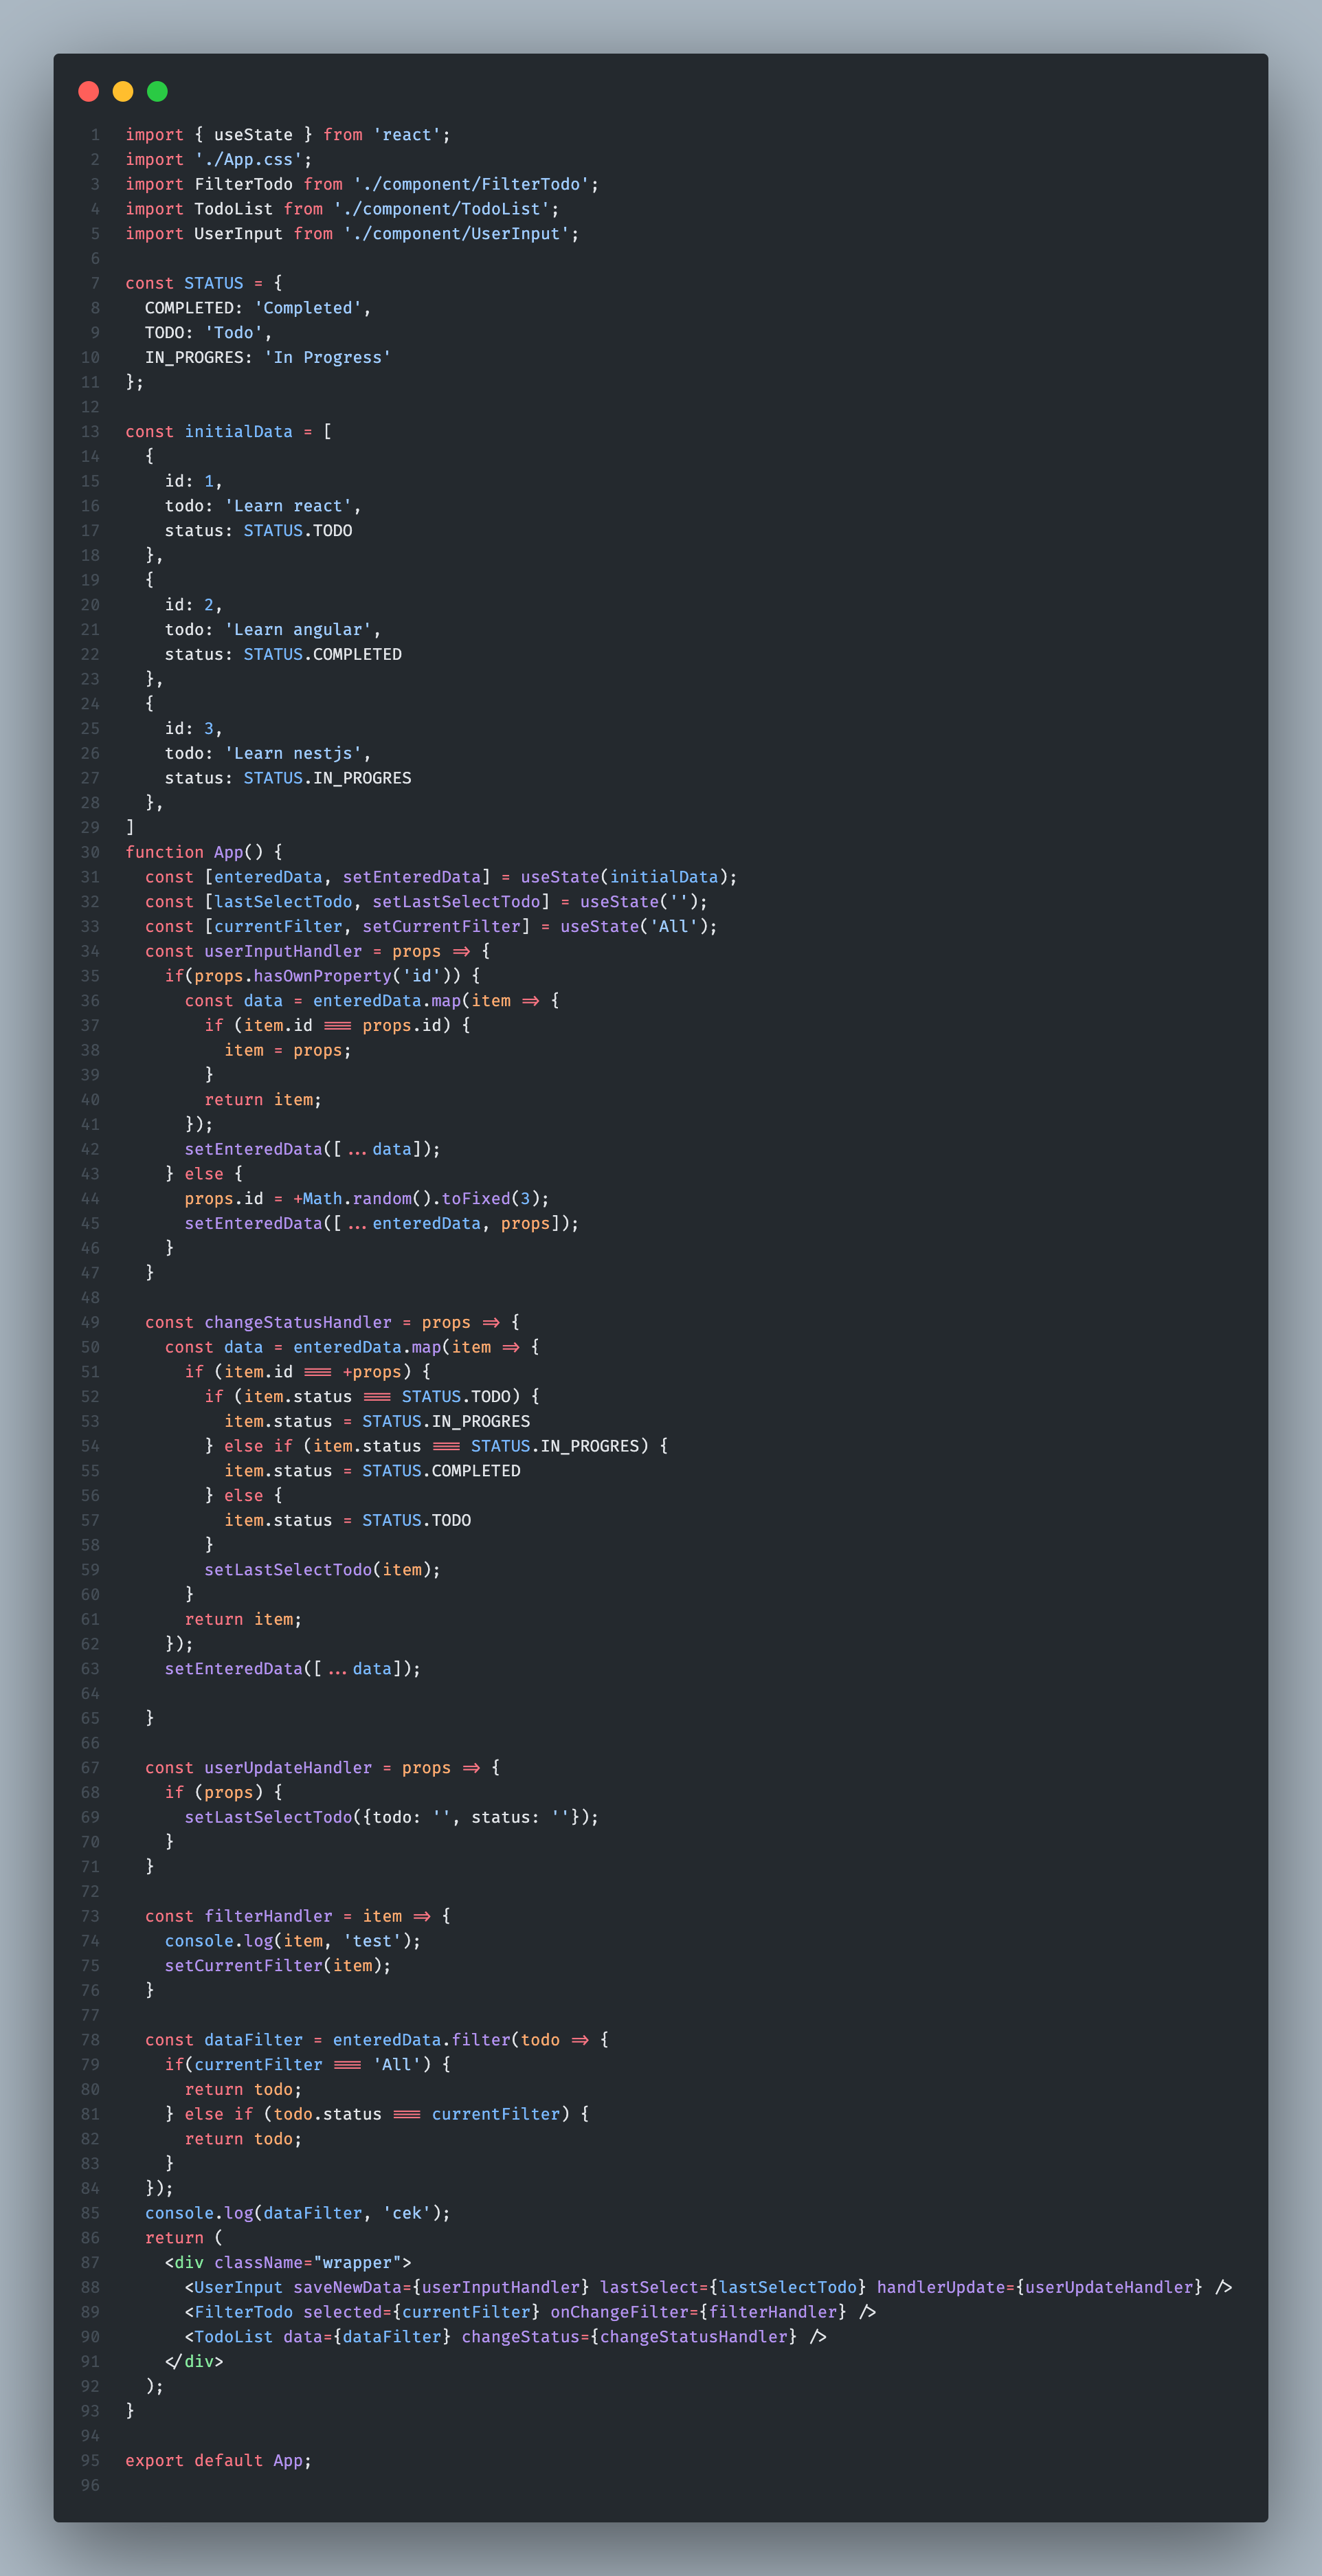 1 import { useState } from 'react';
2 import './App.css';
3 import FilterTodo from './component/FilterTodo';
4 import TodoList from './component/TodoList';
5 import UserInput from './component/UserInput';
6
7 const STATUS = {
8   COMPLETED: 'Completed',
9   TODO: 'Todo',
10   IN_PROGRES: 'In Progress'
11 };
12
13 const initialData = [
14   {
15     id: 1,
16     todo: 'Learn react',
17     status: STATUS.TODO
18   },
19   {
20     id: 2,
21     todo: 'Learn angular',
22     status: STATUS.COMPLETED
23   },
24   {
25     id: 3,
26     todo: 'Learn nestjs',
27     status: STATUS.IN_PROGRES
28   },
29 ]
30 function App() {
31   const [enteredData, setEnteredData] = useState(initialData);
32   const [lastSelectTodo, setLastSelectTodo] = useState('');
33   const [currentFilter, setCurrentFilter] = useState('All');
34   const userInputHandler = props => {
35     if(props.hasOwnProperty('id')) {
36       const data = enteredData.map(item => {
37         if (item.id === props.id) {
38           item = props;
39         }
40         return item;
41       });
42       setEnteredData([...data]);
43     } else {
44       props.id = +Math.random().toFixed(3);
45       setEnteredData([...enteredData, props]);
46     }
47   }
48
49   const changeStatusHandler = props => {
50     const data = enteredData.map(item => {
51       if (item.id === +props) {
52         if (item.status === STATUS.TODO) {
53           item.status = STATUS.IN_PROGRES
54         } else if (item.status === STATUS.IN_PROGRES) {
55           item.status = STATUS.COMPLETED
56         } else {
57           item.status = STATUS.TODO
58         }
59         setLastSelectTodo(item);
60       }
61       return item;
62     });
63     setEnteredData([...data]);
64
65   }
66
67   const userUpdateHandler = props => {
68     if (props) {
69       setLastSelectTodo({todo: '', status: ''});
70     }
71   }
72
73   const filterHandler = item => {
74     console.log(item, 'test');
75     setCurrentFilter(item);
76   }
77
78   const dataFilter = enteredData.filter(todo => {
79     if(currentFilter === 'All') {
80       return todo;
81     } else if (todo.status === currentFilter) {
82       return todo;
83     }
84   });
85   console.log(dataFilter, 'cek');
86   return (
87     <div className="wrapper">
88       <UserInput saveNewData={userInputHandler} lastSelect={lastSelectTodo} handlerUpdate={userUpdateHandler} />
89       <FilterTodo selected={currentFilter} onChangeFilter={filterHandler} />
90       <TodoList data={dataFilter} changeStatus={changeStatusHandler} />
91     </div>
92   );
93 }
94
95 export default App;
96